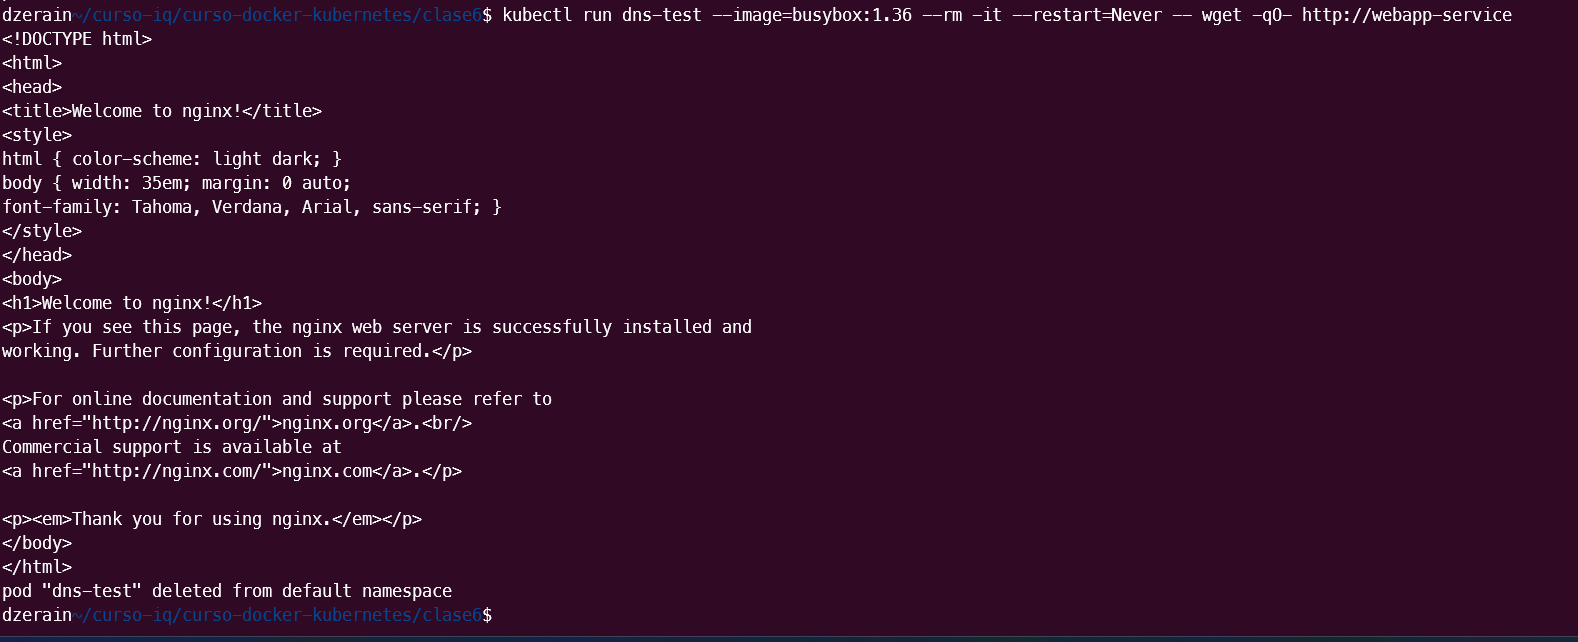 dzerain~/curso-iq/curso-docker-kubernetes/clase6$ kubectl run dns-test --image=busybox:1.36 --rm -it --restart=Never -- wget -qO- http://webapp-service
<!DOCTYPE html>
<html>
<head>
<title>Welcome to nginx!</title>
<style>
html { color-scheme: light dark; }
body { width: 35em; margin: 0 auto;
font-family: Tahoma, Verdana, Arial, sans-serif; }
</style>
</head>
<body>
<h1>Welcome to nginx!</h1>
<p>If you see this page, the nginx web server is successfully installed and
working. Further configuration is required.</p>

<p>For online documentation and support please refer to
<a href="http://nginx.org/">nginx.org</a>.<br/>
Commercial support is available at
<a href="http://nginx.com/">nginx.com</a>.</p>

<p><em>Thank you for using nginx.</em></p>
</body>
</html>
pod "dns-test" deleted from default namespace
dzerain~/curso-iq/curso-docker-kubernetes/clase6$